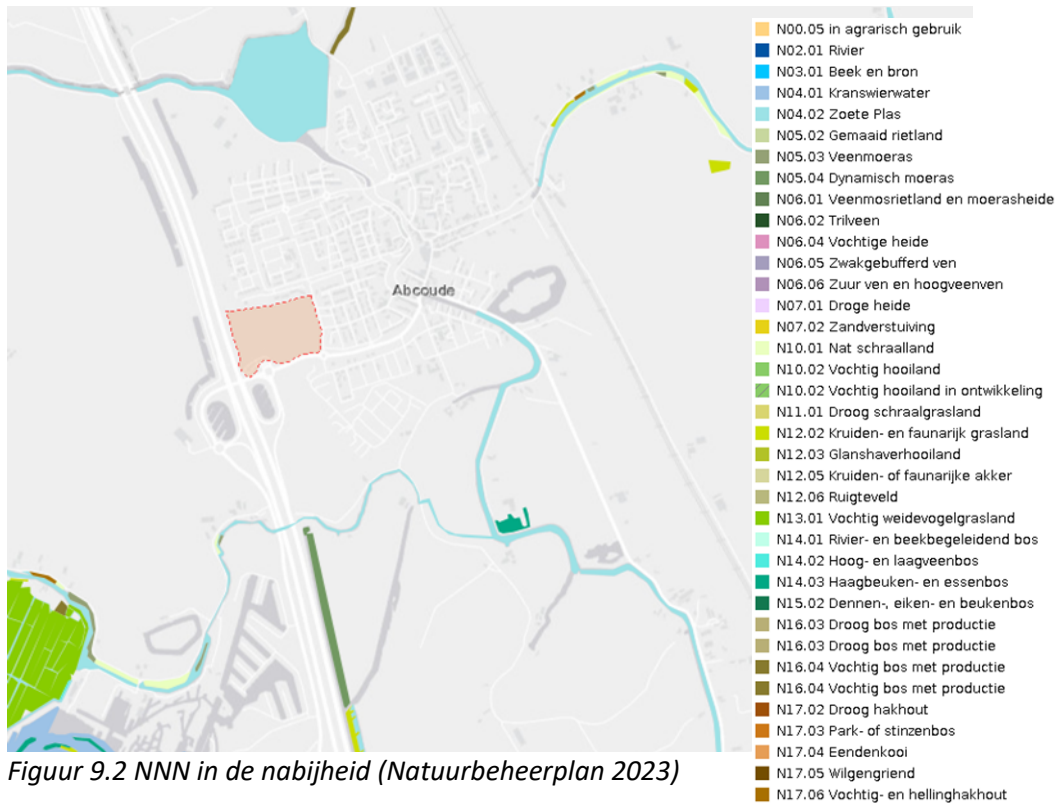 N00.05 in agrarisch gebruik
N02.01 Rivier
N03.01 Beek en bron
N04.01 Kranswierwater
N04.02 Zoete Plas
N05.02 Gemaaid rietland
N05.03 Veenmoeras
N05.04 Dynamisch moeras
N06.01 Veenmosrietland en moerasheide
N06.02 Trilveen
N06.04 Vochtige heide
N06.05 Zwakgebufferd ven
N06.06 Zuur ven en hoogveenven
N07.01 Droge heide
N07.02 Zandverstuiving
N10.01 Nat schraalland
N10.02 Vochtig hooiland
N10.02 Vochtig hooiland in ontwikkeling
N11.01 Droog schraalgrasland
N12.02 Kruiden- en faunarijk grasland
N12.03 Glanshaverhooiland
N12.05 Kruiden- of faunarijke akker
N12.06 Ruigteveld
N13.01 Vochtig weidevogelgrasland
N14.01 Rivier- en beekbegeleidend bos
N14.02 Hoog- en laagveenbos
N14.03 Haagbeuken- en essenbos
N15.02 Dennen-, eiken- en beukenbos
N16.03 Droog bos met productie
N16.03 Droog bos met productie
N16.04 Vochtig bos met productie
N16.04 Vochtig bos met productie
N17.02 Droog hakhout
N17.03 Park- of stinzenbos
N17.04 Eendenkooi
N17.05 Wilgengriend
N17.06 Vochtig- en hellinghakhout
Abcoude
Figuur 9.2 NNN in de nabijheid (Natuurbeheerplan 2023)